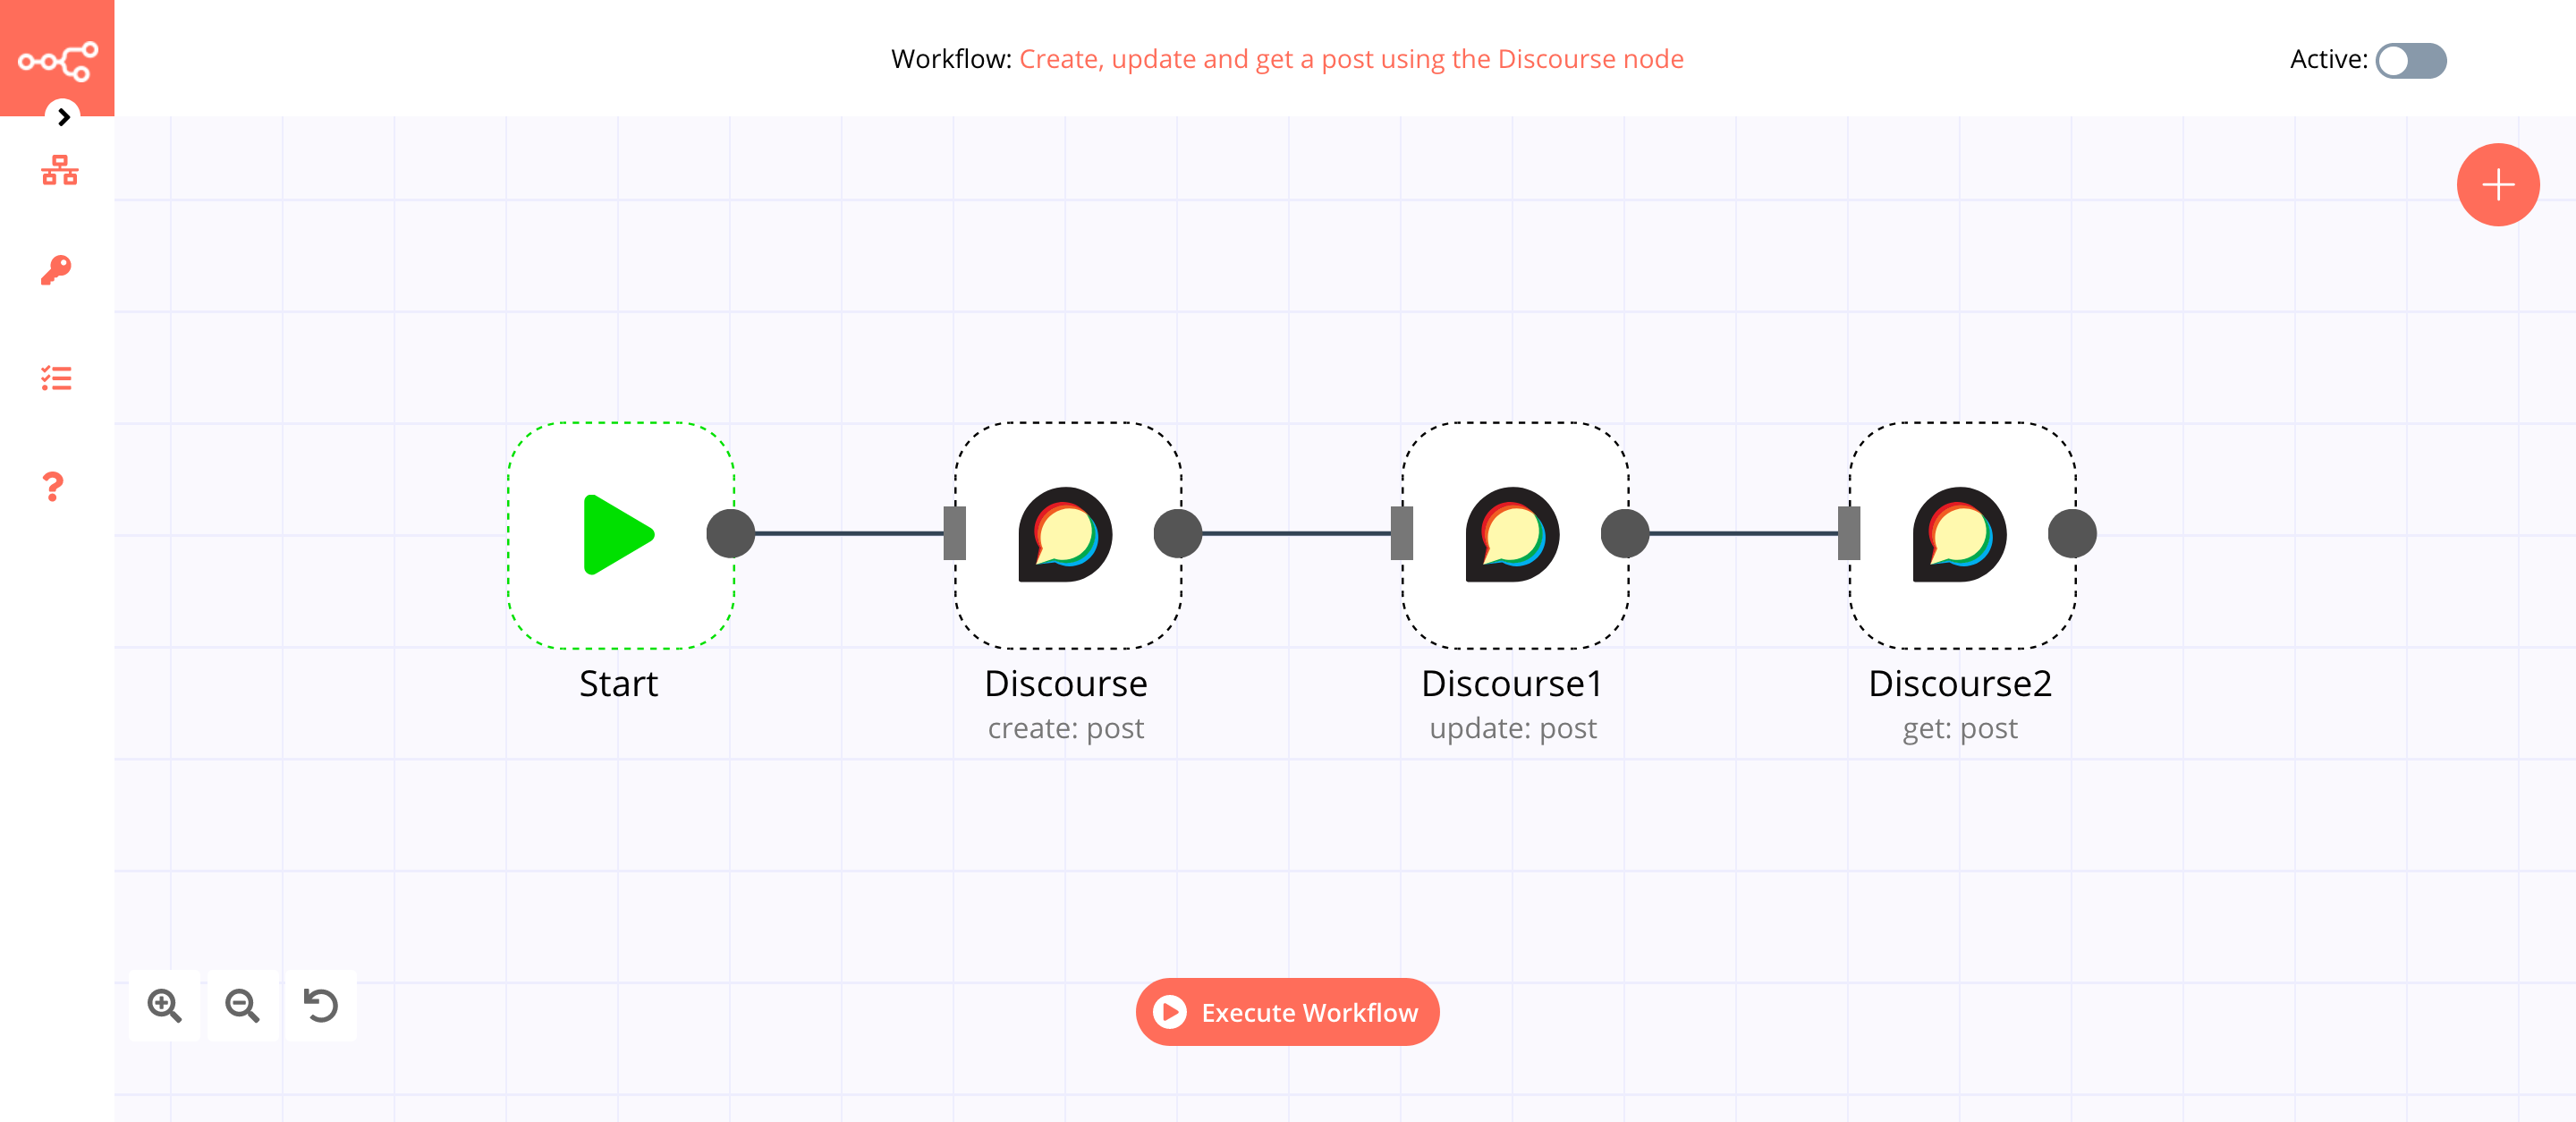 Workflow: Create, update and get a post using the Discourse node
Active:
Start
Discourse
create: post
Discourse1
update: post
Discourse2
get: post
Execute Workflow